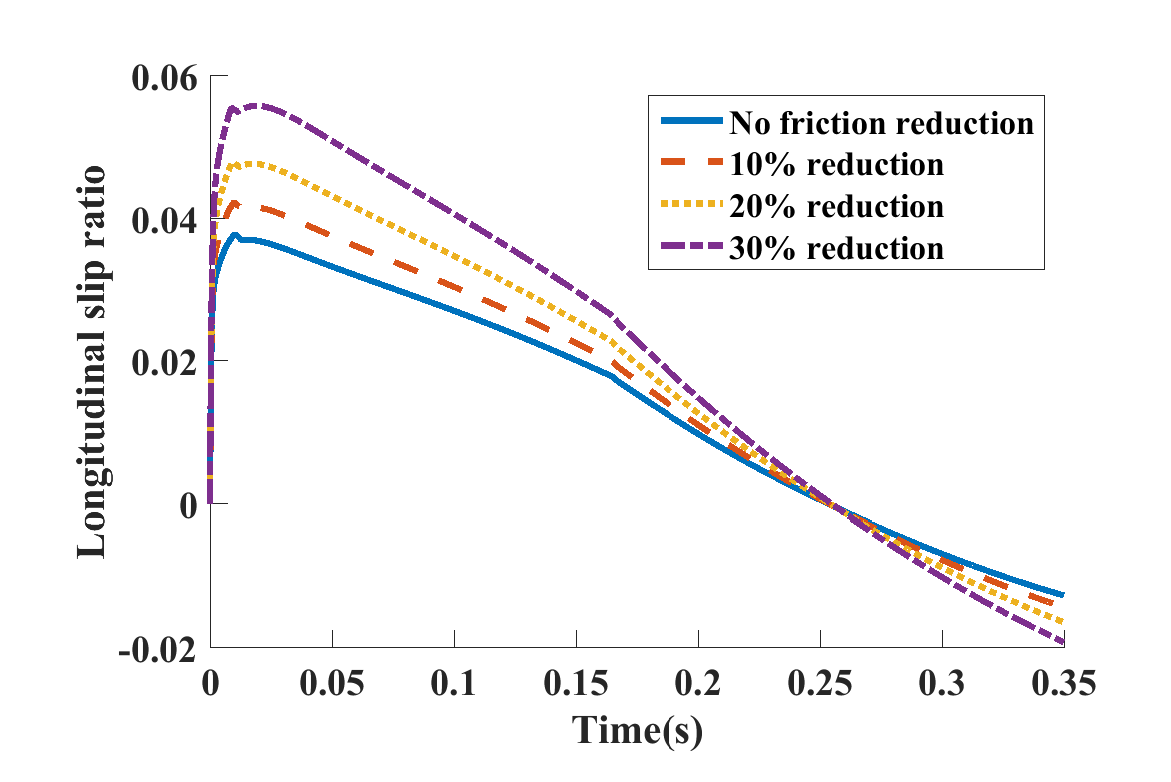 0.06
0.04
0.02
0
-0.02
Longitudinal slip ratio
No friction reduction
10% reduction
20% reduction
30% reduction
0 0.05 0.1 0.15 0.2 0.25 0.3 0.35
Time(s)